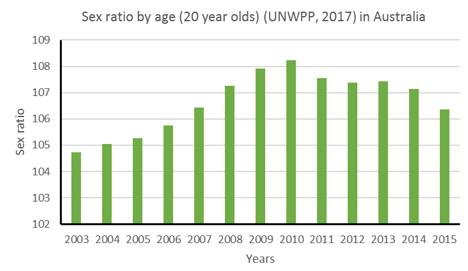 Sex ratio by age (20 year olds) (UNWPP, 2017) in Australia
109
108
107
106
105
104
103
102
Sex ratio
2003 2004 2005 2006 2007 2008 2009 2010 2011 2012 2013 2014 2015
Years